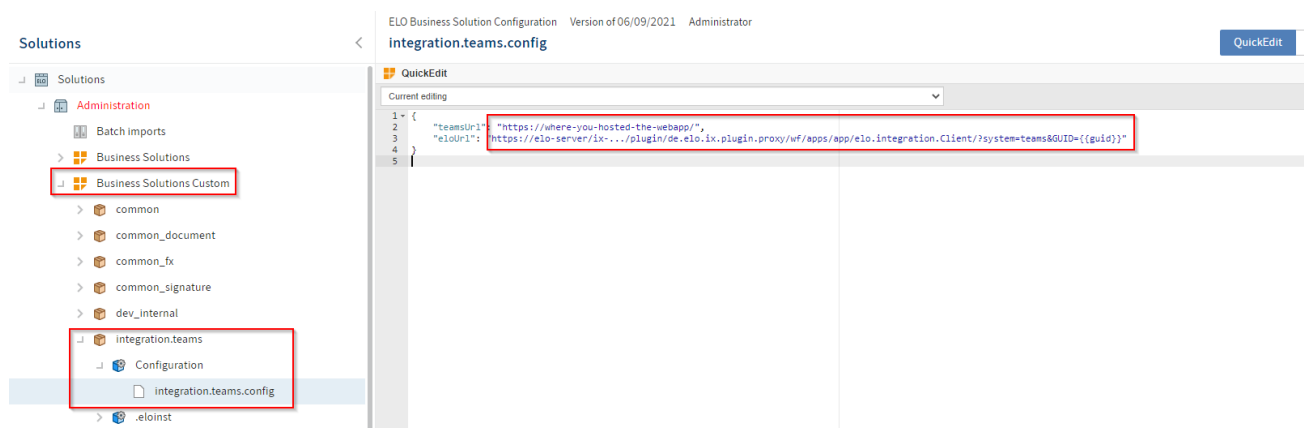 Solutions
Solutions
Administration
Batch imports
Business Solutions
Business Solutions Custom
common
common_document
common_fx
common_signature
dev_internal
integration.teams
Configuration
integration.teams.config
.eloinst
ELO Business Solution Configuration Version of 06/09/2021 Administrator
integration.teams.config
QuickEdit
QuickEdit
Current editing
1 {
2 "teamsUrl": "https://where-you-hosted-the-webapp/",
3 "eloUrl": "https://elo-server/ix-.../plugin/de.elo.ix.plugin.proxy/wf/apps/app/elo.integration.Client/?system=teams&GUID={{guid}}"
4 }
5